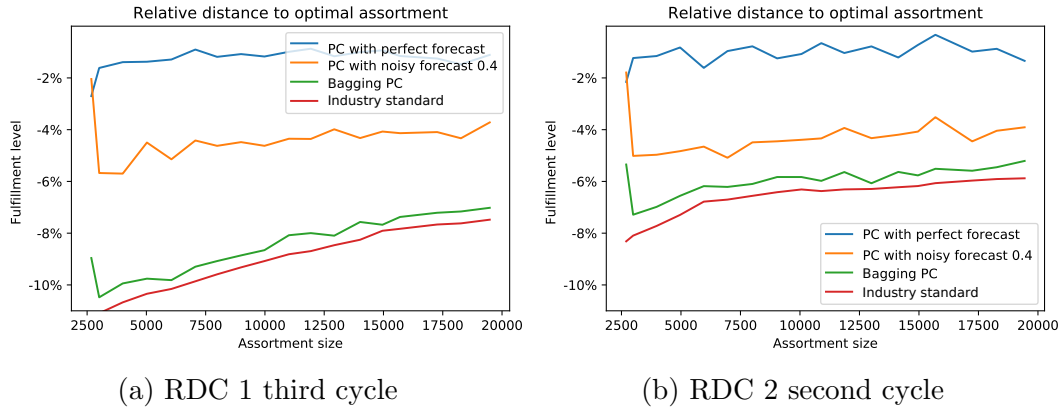 Relative distance to optimal assortment
Fulfillment level
-2%
-4%
-6%
-8%
-10%
PC with perfect forecast
PC with noisy forecast 0.4
Bagging PC
Industry standard
2500 5000 7500 10000 12500 15000 17500 20000
Assortment size
(a) RDC 1 third cycle
Relative distance to optimal assortment
Fulfillment level
-2%
-4%
-6%
-8%
-10%
PC with perfect forecast
PC with noisy forecast 0.4
Bagging PC
Industry standard
2500 5000 7500 10000 12500 15000 17500 20000
Assortment size
(b) RDC 2 second cycle